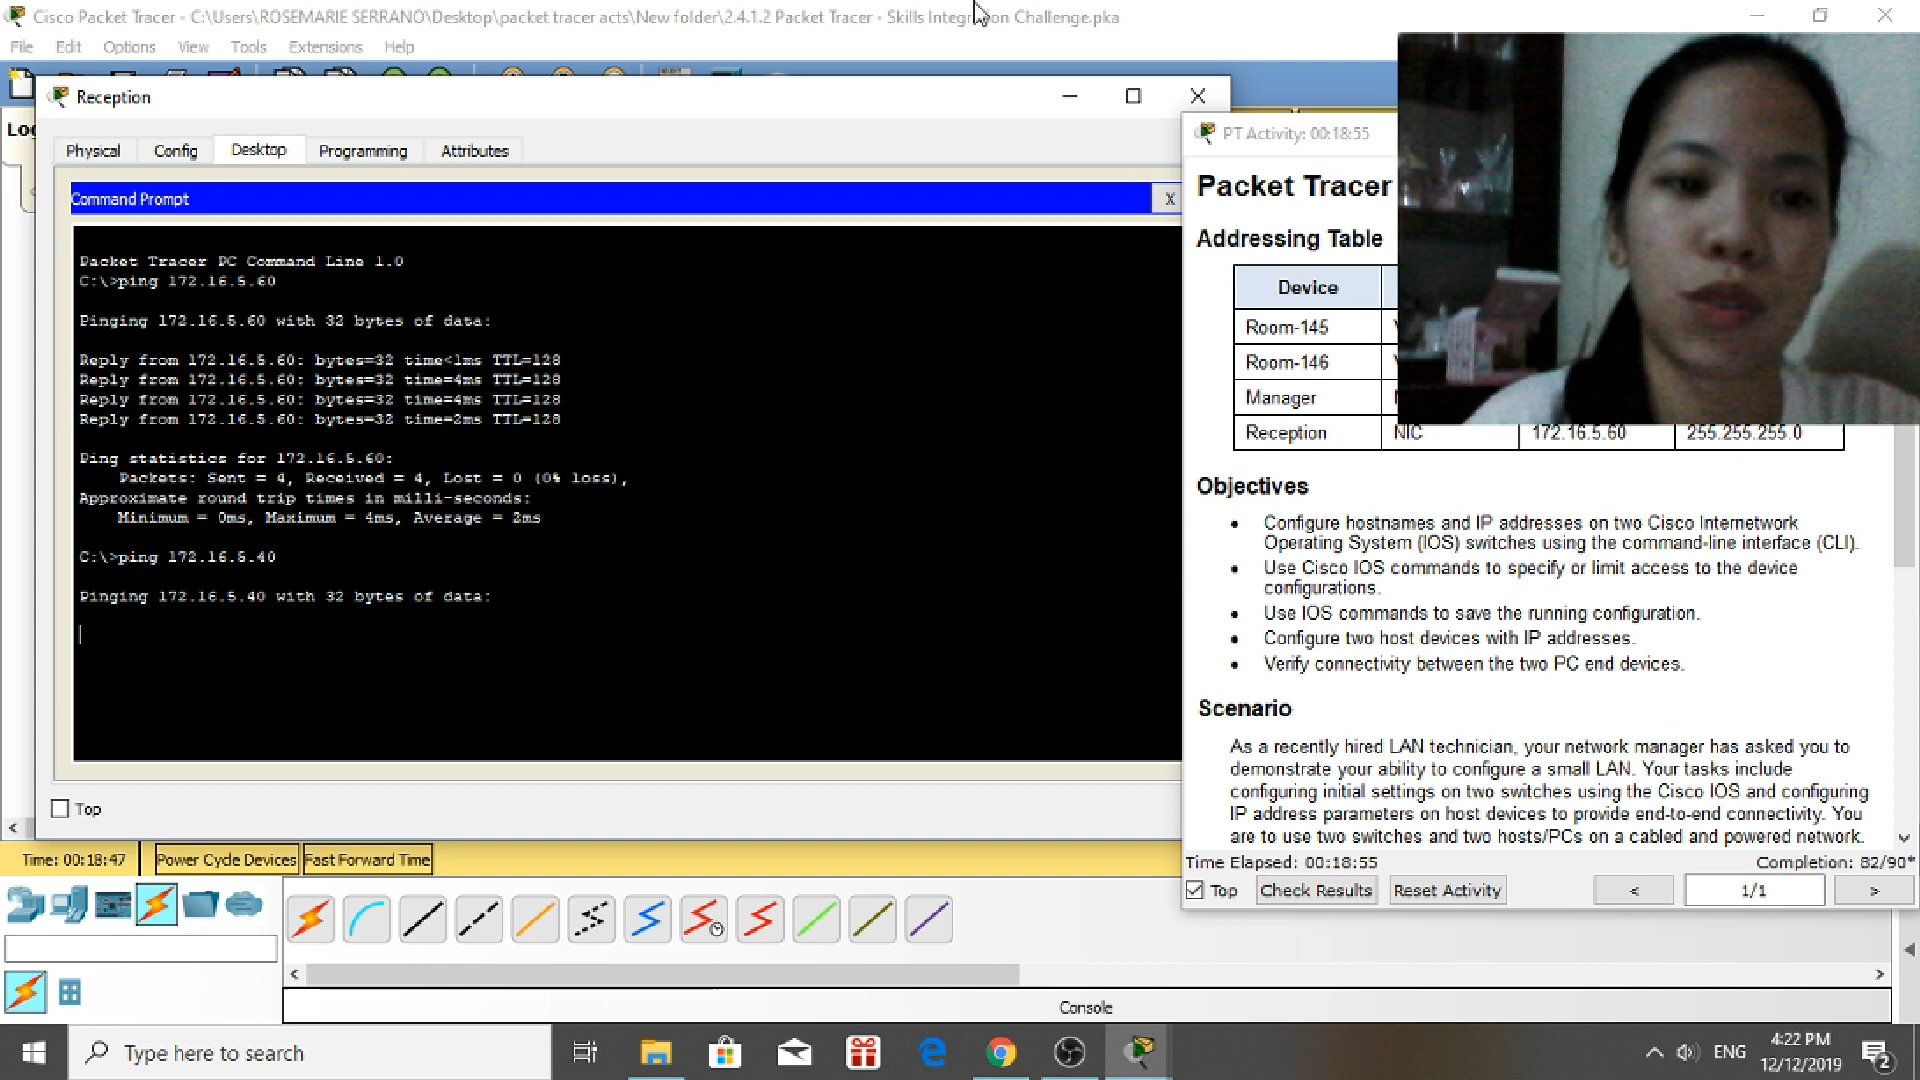 Cisco Packet Tracer - C:\Users\ROSEMARIE SERRANO\Desktop\packet tracer acts\New folder\2.4.1.2 Packet Tracer - Skills Integration Challenge.pka
File Edit Options View Tools Extensions Help
Reception
Log
Physical Config Desktop Programming Attributes
Command Prompt
X
Packet Tracer PC Command Line 1.0
C:\>ping 172.16.5.60
Pinging 172.16.5.60 with 32 bytes of data:
Reply from 172.16.5.60: bytes=32 time<1ms TTL=128
Reply from 172.16.5.60: bytes=32 time=4ms TTL=128
Reply from 172.16.5.60: bytes=32 time=4ms TTL=128
Reply from 172.16.5.60: bytes=32 time=2ms TTL=128
Ping statistics for 172.16.5.60:
Packets: Sent = 4, Received = 4, Lost = 0 (0% loss),
Approximate round trip times in milli-seconds:
Minimum = 0ms, Maximum = 4ms, Average = 2ms
C:\>ping 172.16.5.40
Pinging 172.16.5.40 with 32 bytes of data:
Top
PT Activity: 00:18:55
Packet Tracer
Addressing Table
Device
Room-145
Room-146
Manager
Reception NIC 172.16.5.60 255.255.255.0
Objectives
• Configure hostnames and IP addresses on two Cisco Internetwork
Operating System (IOS) switches using the command-line interface (CLI).
• Use Cisco IOS commands to specify or limit access to the device
configurations.
• Use IOS commands to save the running configuration.
• Configure two host devices with IP addresses.
• Verify connectivity between the two PC end devices.
Scenario
As a recently hired LAN technician, your network manager has asked you to
demonstrate your ability to configure a small LAN. Your tasks include
configuring initial settings on two switches using the Cisco IOS and configuring
IP address parameters on host devices to provide end-to-end connectivity. You
are to use two switches and two hosts/PCs on a cabled and powered network.
Time Elapsed: 00:18:55 Completion: 82/90*
Top Check Results Reset Activity < 1/1 >
Time: 00:18:47 Power Cycle Devices Fast Forward Time
Console
Type here to search
ENG
4:22 PM
12/12/2019
2